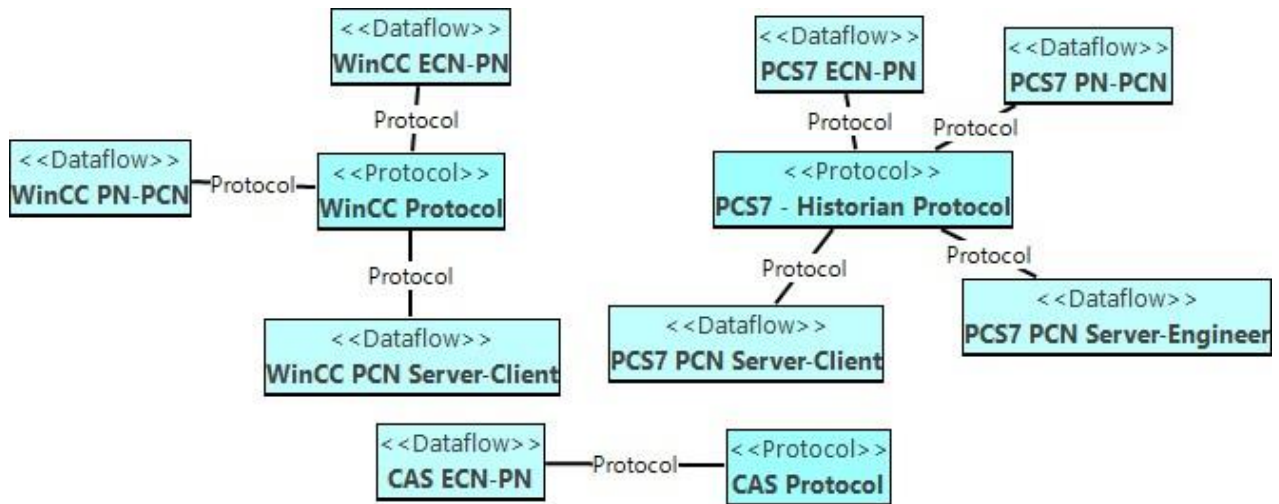 <<Dataflow>>
WinCC ECN-PN
Protocol
<<Dataflow>>
WinCC PN-PCN
Protocol
<<Protocol>>
WinCC Protocol
Protocol
<<Dataflow>>
WinCC PCN Server-Client
<<Dataflow>>
PCS7 ECN-PN
<<Dataflow>>
PCS7 PN-PCN
Protocol
Protocol
<<Protocol>>
PCS7 - Historian Protocol
Protocol
Protocol
<<Dataflow>>
PCS7 PCN Server-Client
<<Dataflow>>
PCS7 PCN Server-Engineer
<<Dataflow>>
CAS ECN-PN
Protocol
<<Protocol>>
CAS Protocol